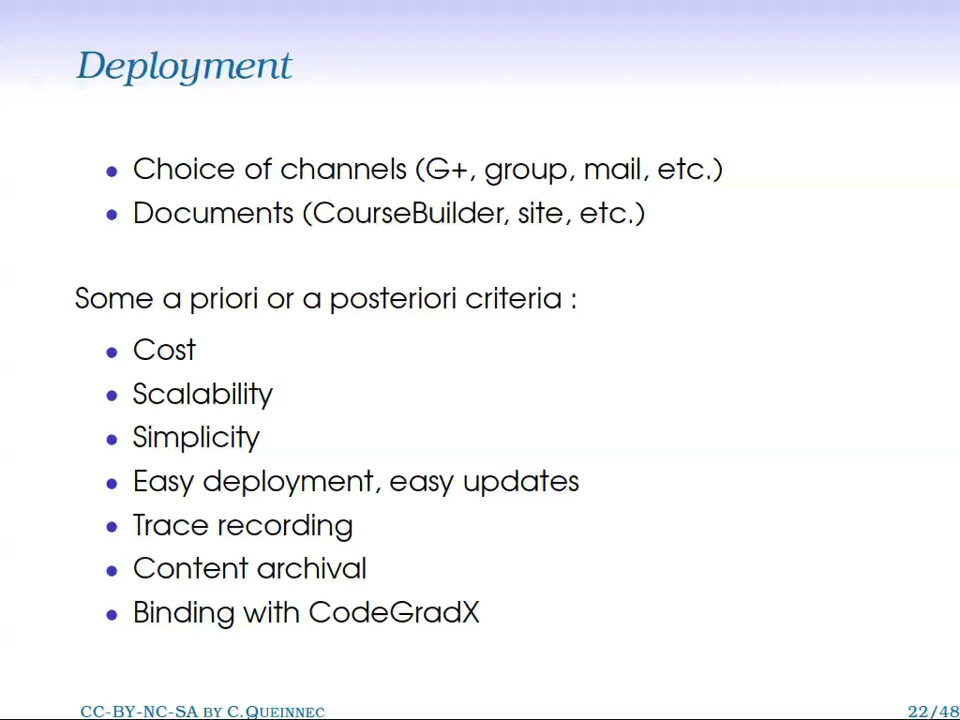 Deployment
• Choice of channels (G+, group, mail, etc.)
• Documents (CourseBuilder, site, etc.)
Some a priori or a posteriori criteria :
• Cost
• Scalability
• Simplicity
• Easy deployment, easy updates
• Trace recording
• Content archival
• Binding with CodeGradX
CC-BY-NC-SA BY C.QUEINNEC 22/48